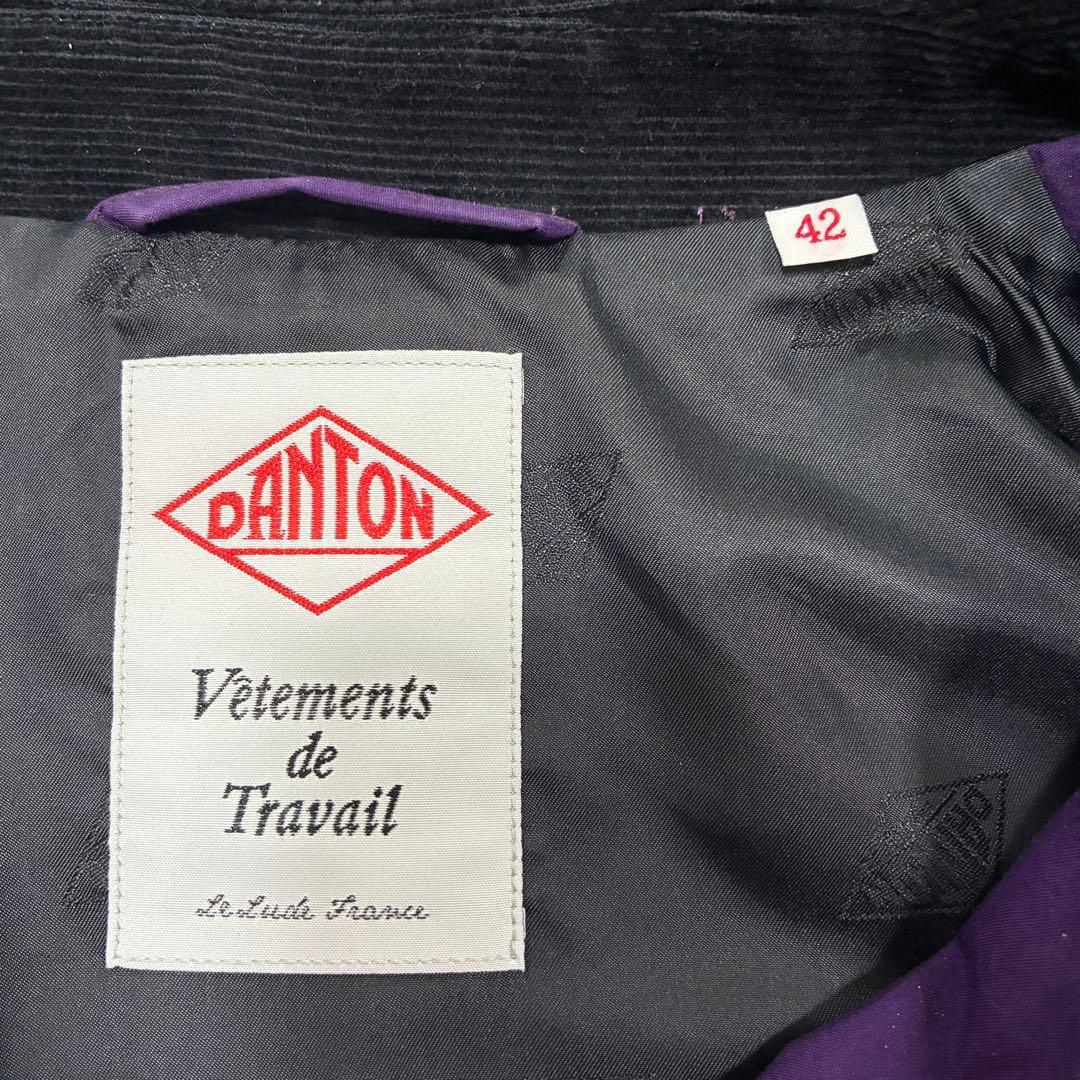 42
DANTON
Vêtements
de
Travail
Le Lude France